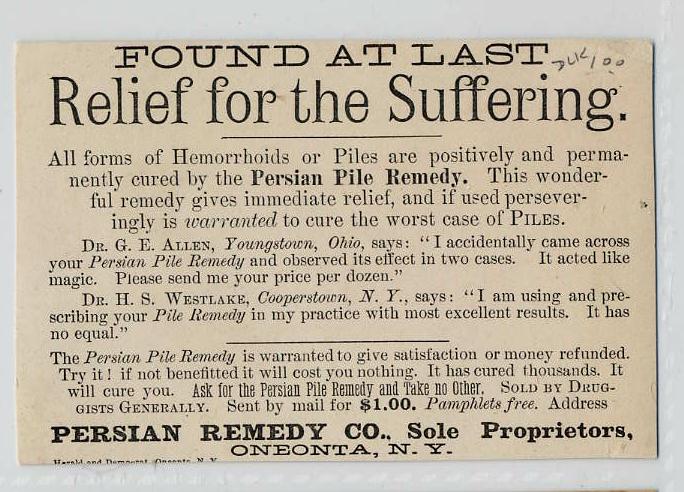 FOUND AT LAST
Relief for the Suffering.
All forms of Hemorrhoids or Piles are positively and perma-
nently cured by the Persian Pile Remedy. This wonder-
ful remedy gives immediate relief, and if used persever-
ingly is warranted to cure the worst case of PILES.
DR. G. E. ALLEN, Youngstown, Ohio, says: "I accidentally came across
your Persian Pile Remedy and observed its effect in two cases. It acted like
magic. Please send me your price per dozen."
DR. H. S. WESTLAKE, Cooperstown, N. Y., says: "I am using and pre-
scribing your Pile Remedy in my practice with most excellent results. It has
no equal."
The Persian Pile Remedy is warranted to give satisfaction or money refunded.
Try it! if not benefitted it will cost you nothing. It has cured thousands. It
will cure you. Ask for the Persian Pile Remedy and Take no Other. SOLD BY DRUG-
GISTS GENERALLY. Sent by mail for $1.00. Pamphlets free. Address
PERSIAN REMEDY CO., Sole Proprietors,
ONEONTA, N. Y.
Herald and Democrat, Oneonta, N. Y.